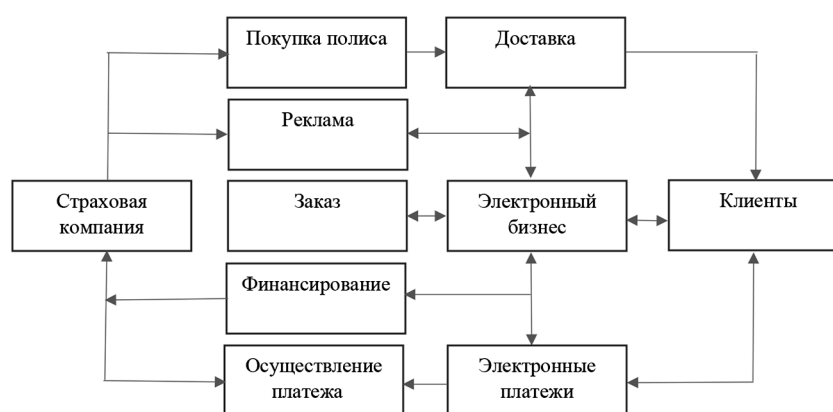 Покупка полиса
Доставка
Реклама
Страховая
компания
Заказ
Электронный
бизнес
Клиенты
Финансирование
Осуществление
платежа
Электронные
платежи